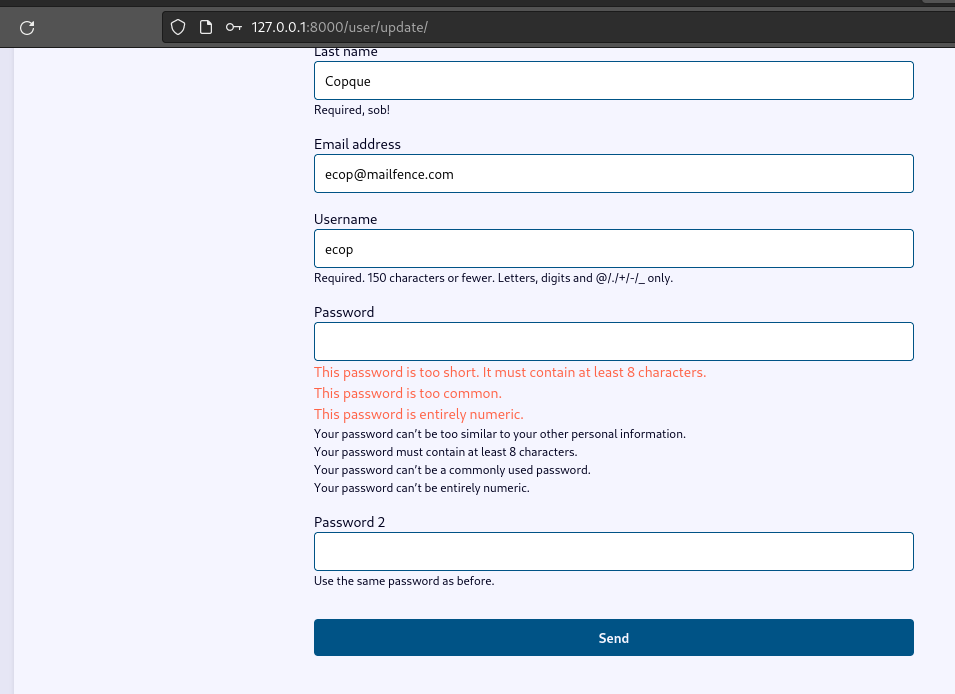 127.0.0.1:8000/user/update/
Last name
Copque
Required, sob!
Email address
ecop@mailfence.com
Username
ecop
Required. 150 characters or fewer. Letters, digits and @/./+/-/_ only.
Password
This password is too short. It must contain at least 8 characters.
This password is too common.
This password is entirely numeric.
Your password can’t be too similar to your other personal information.
Your password must contain at least 8 characters.
Your password can’t be a commonly used password.
Your password can’t be entirely numeric.
Password 2
Use the same password as before.
Send